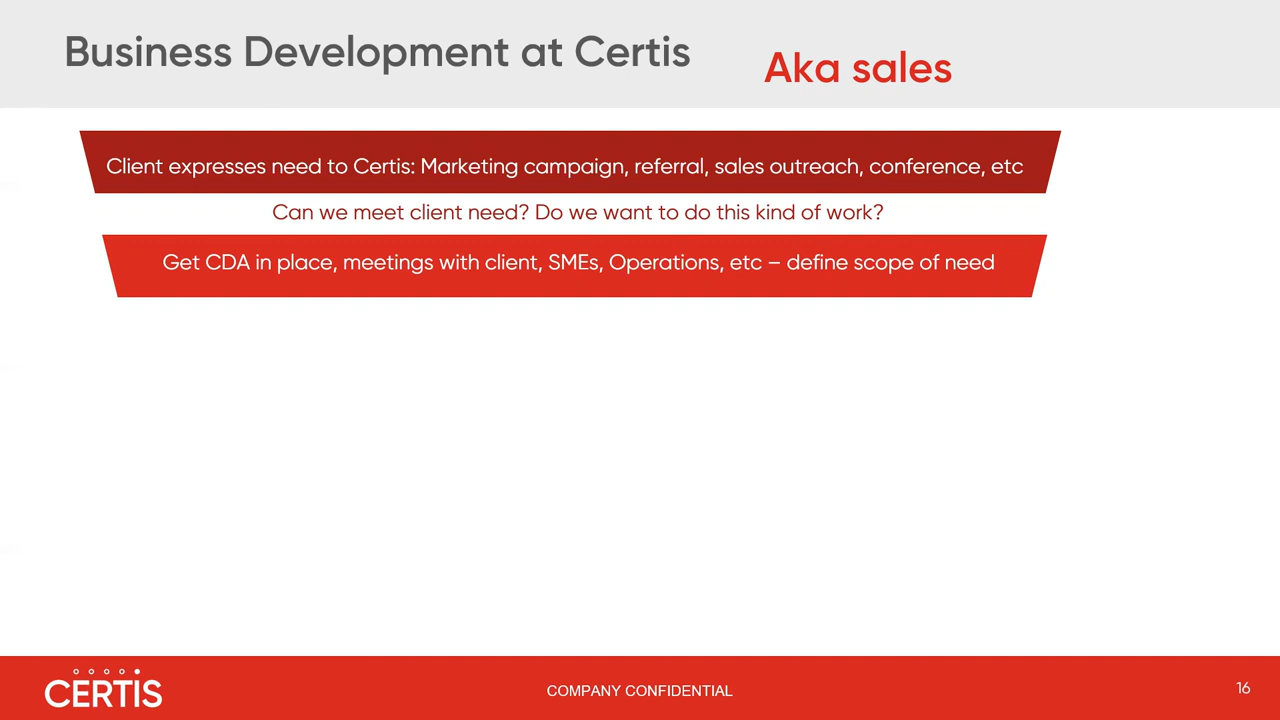 Business Development at Certis
Aka sales
Client expresses need to Certis: Marketing campaign, referral, sales outreach, conference, etc
Can we meet client need? Do we want to do this kind of work?
Get CDA in place, meetings with client, SMEs, Operations, etc – define scope of need
CERTIS
COMPANY CONFIDENTIAL
16